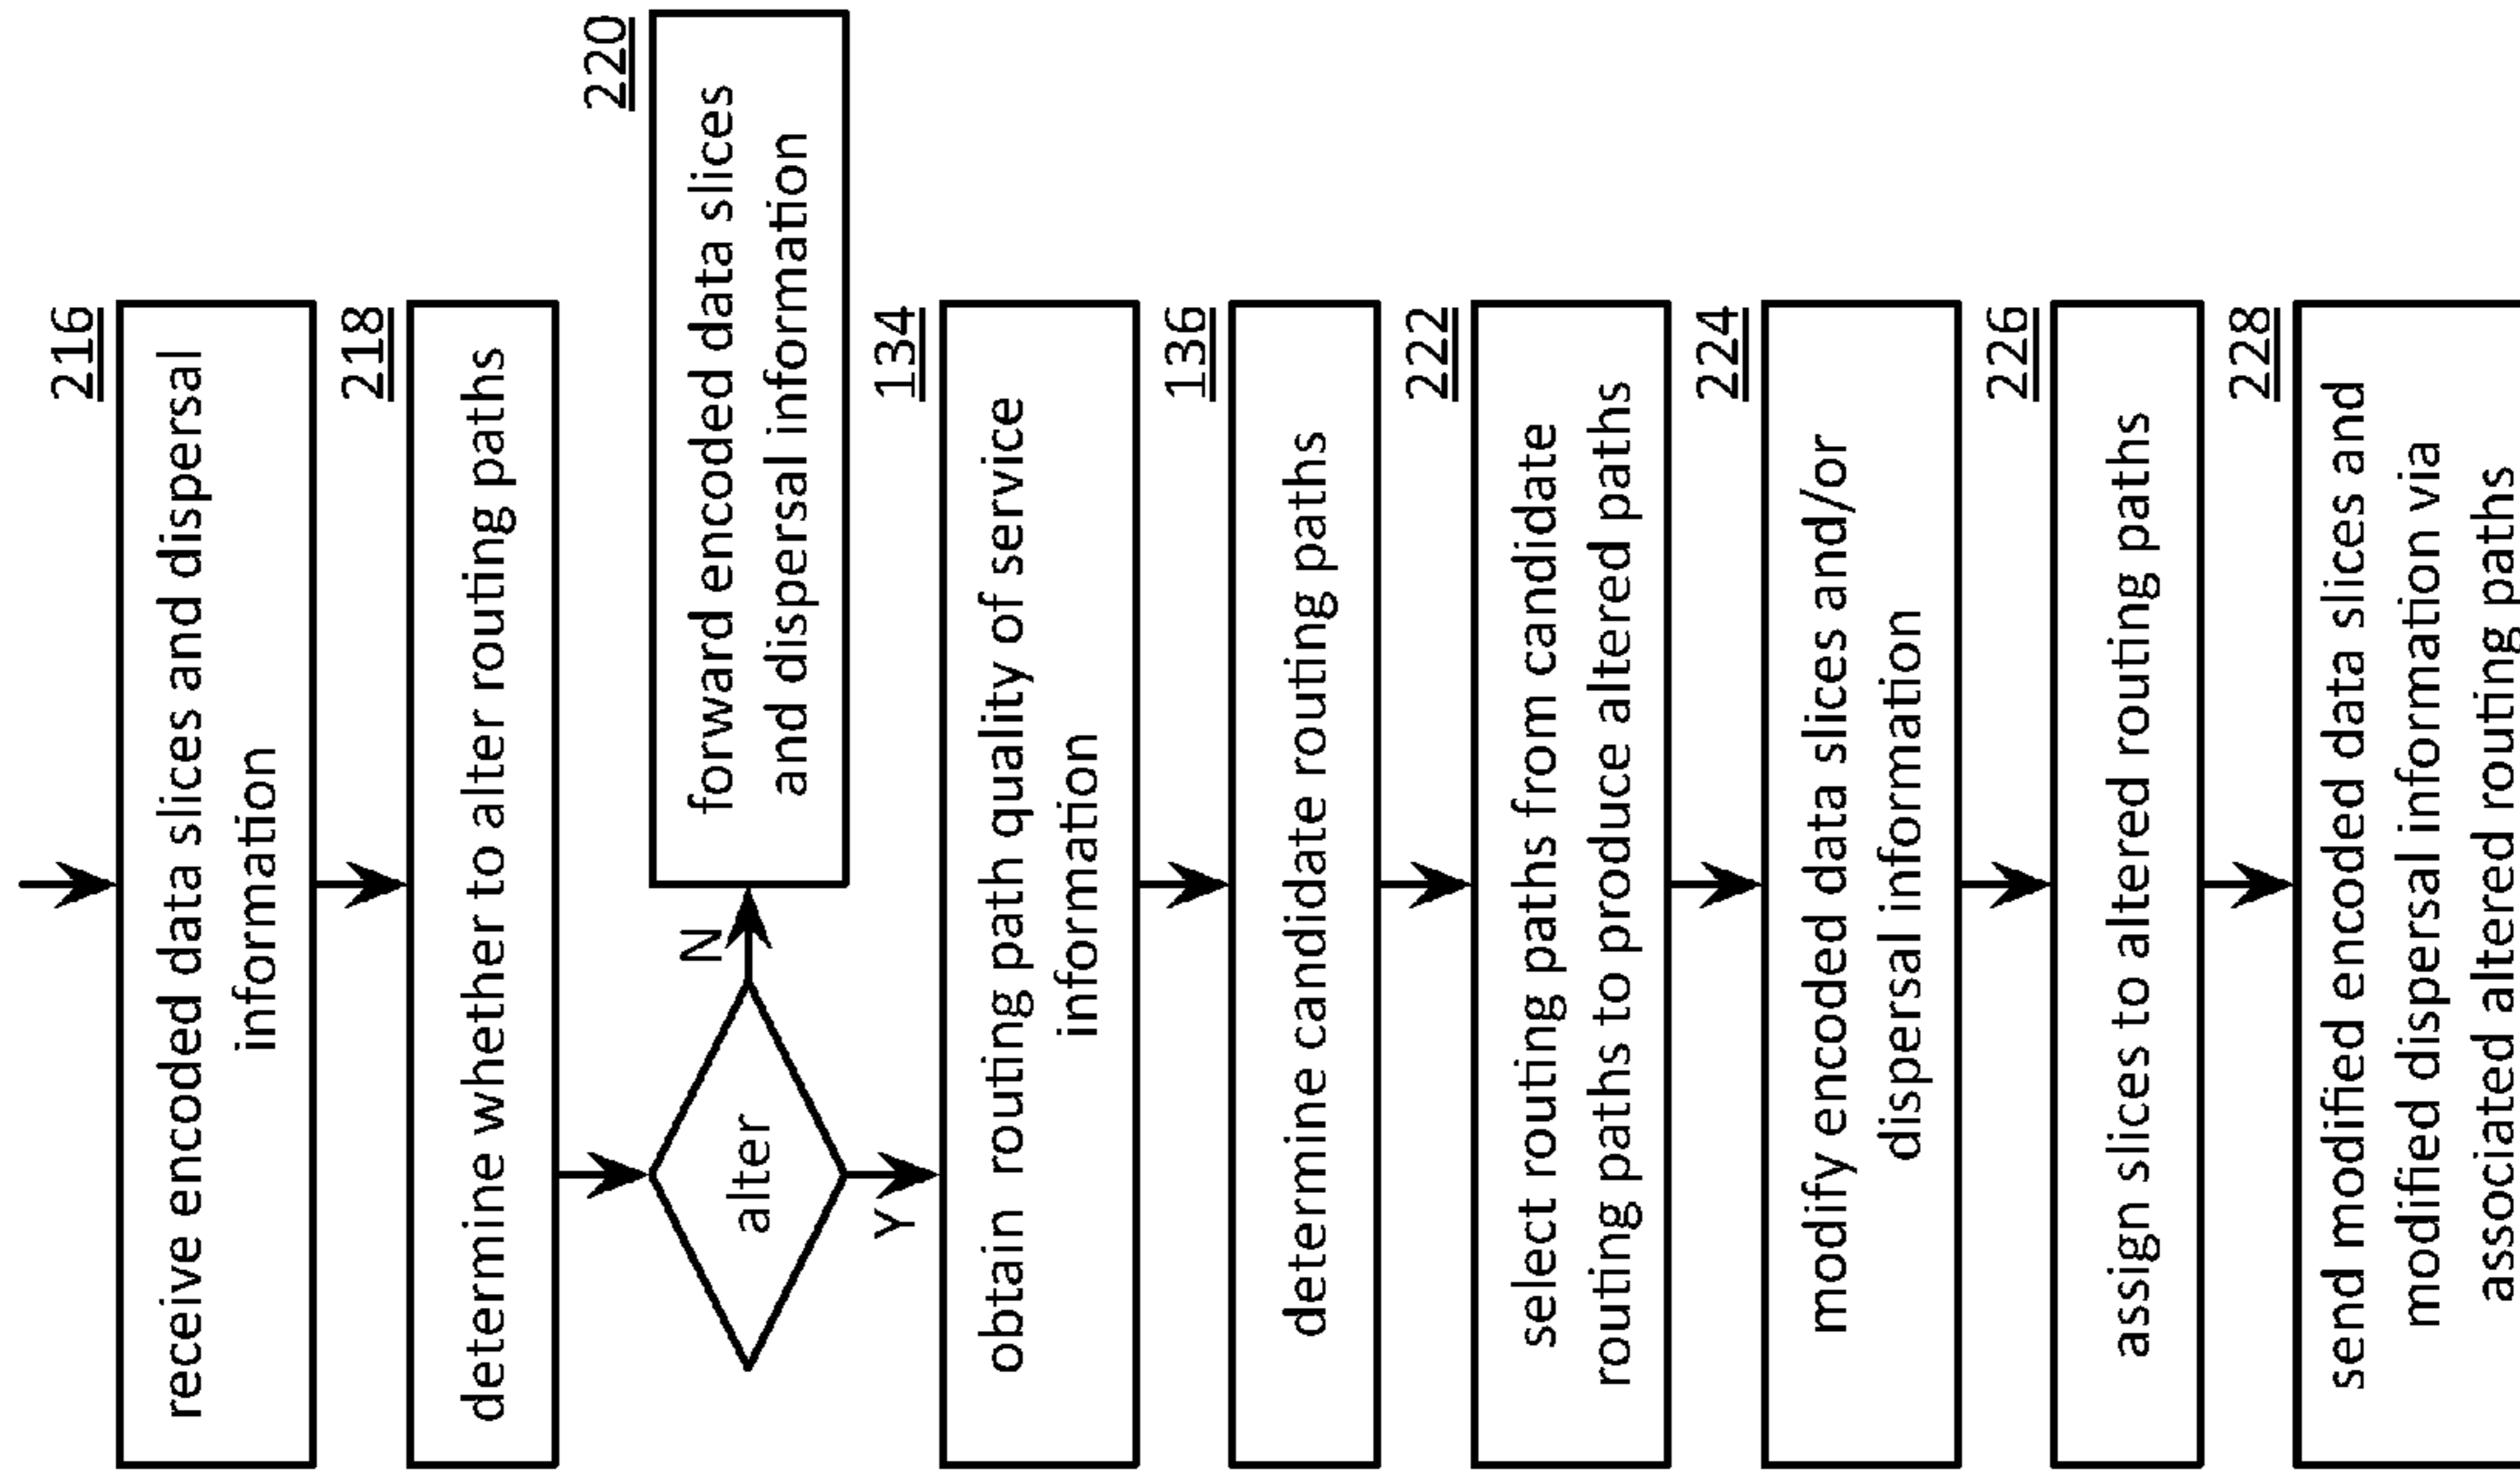 216
receive encoded data slices and dispersal
information
218
determine whether to alter routing paths
alter
N
220
forward encoded data slices
and dispersal information
Y
134
obtain routing path quality of service
information
136
determine candidate routing paths
222
select routing paths from candidate
routing paths to produce altered paths
224
modify encoded data slices and/or
dispersal information
226
assign slices to altered routing paths
228
send modified encoded data slices and
modified dispersal information via
associated altered routing paths